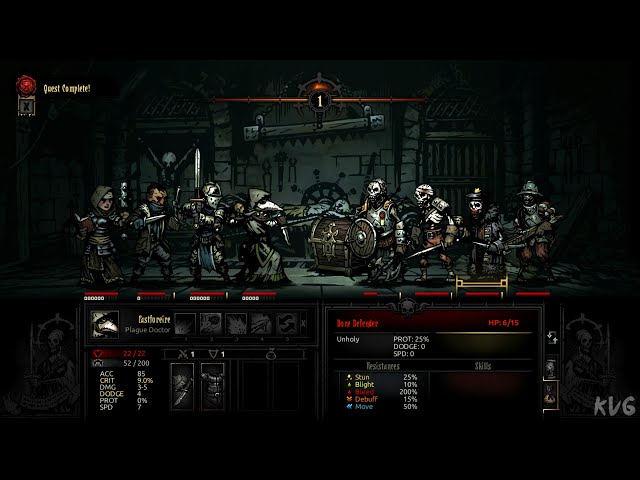 Quest Complete!
1
Plague Doctor
22 / 22
52 / 200
1
1
ACC 85
CRIT 9.0%
DMG 3-5
DODGE 4
PROT 0%
SPD 7
Bone Defender
HP: 6/15
Unholy
PROT: 25%
DODGE: 0
SPD: 0
Resistances
Skills
Stun 25%
Blight 10%
Bleed 200%
Debuff 15%
Move 50%
KV6